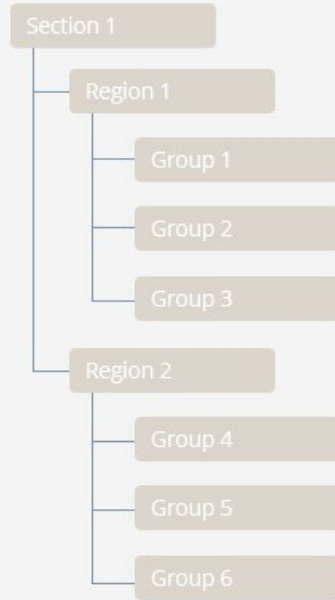 Section 1
Region 1
Group 1
Group 2
Group 3
Region 2
Group 4
Group 5
Group 6